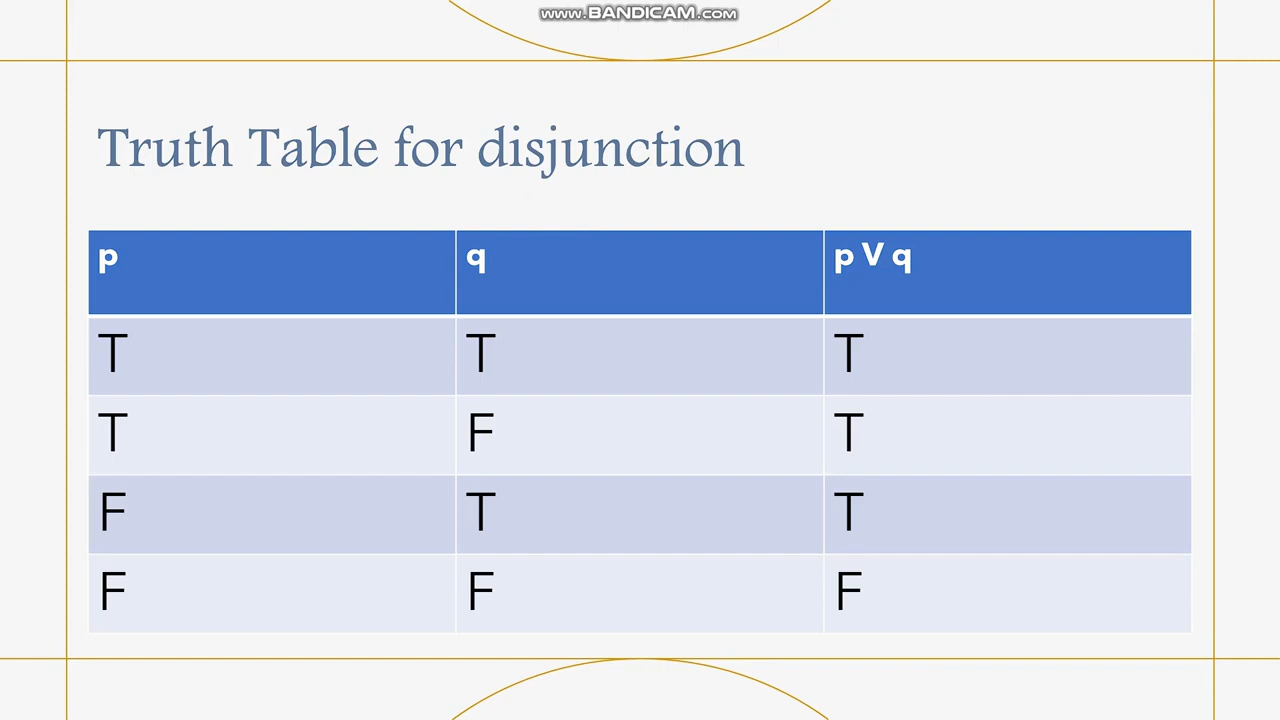 www.BANDICAM.com
Truth Table for disjunction
p q p V q
T T T
T F T
F T T
F F F